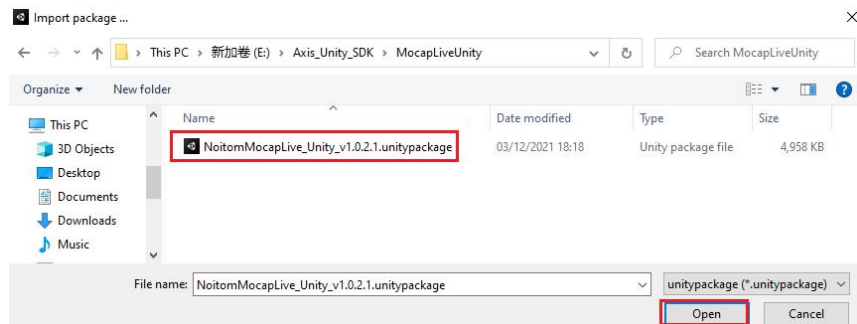 Import package ...
This PC > 新加卷 (E:) > Axis_Unity_SDK > MocapLiveUnity
Search MocapLiveUnity
Organize
New folder
Name
Date modified
Type
Size
This PC
3D Objects
Desktop
Documents
Downloads
Music
NoitomMocapLive_Unity_v1.0.2.1.unitypackage
03/12/2021 18:18
Unity package file
4,958 KB
File name:
NoitomMocapLive_Unity_v1.0.2.1.unitypackage
unitypackage (*.unitypackage)
Open
Cancel